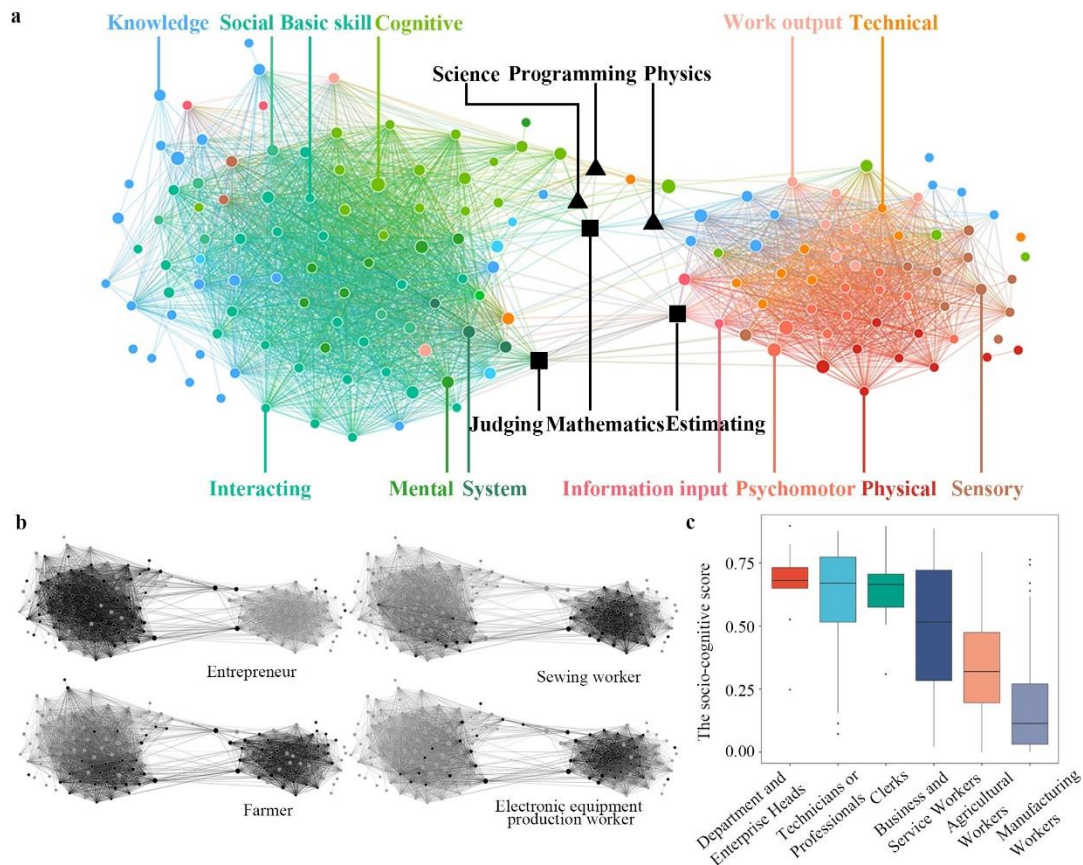 a
Knowledge Social Basic skill Cognitive Work output Technical
Science Programming Physics
Judging Mathematics Estimating
Interacting Mental System Information input Psychomotor Physical Sensory
b
Entrepreneur
Sewing worker
Farmer
Electronic equipment
production worker
c
The socio-cognitive score
0.75
0.50
0.25
0.00
Department and
Enterprise Heads
Technicians or
Professionals
Clerks
Business and
Service Workers
Agricultural
Workers
Manufacturing
Workers